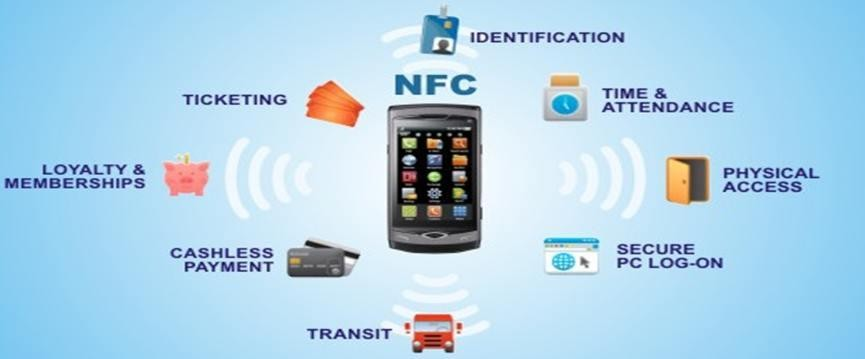 IDENTIFICATION
NFC
TICKETING
TIME &
ATTENDANCE
LOYALTY &
MEMBERSHIPS
PHYSICAL
ACCESS
CASHLESS
PAYMENT
SECURE
PC LOG-ON
TRANSIT